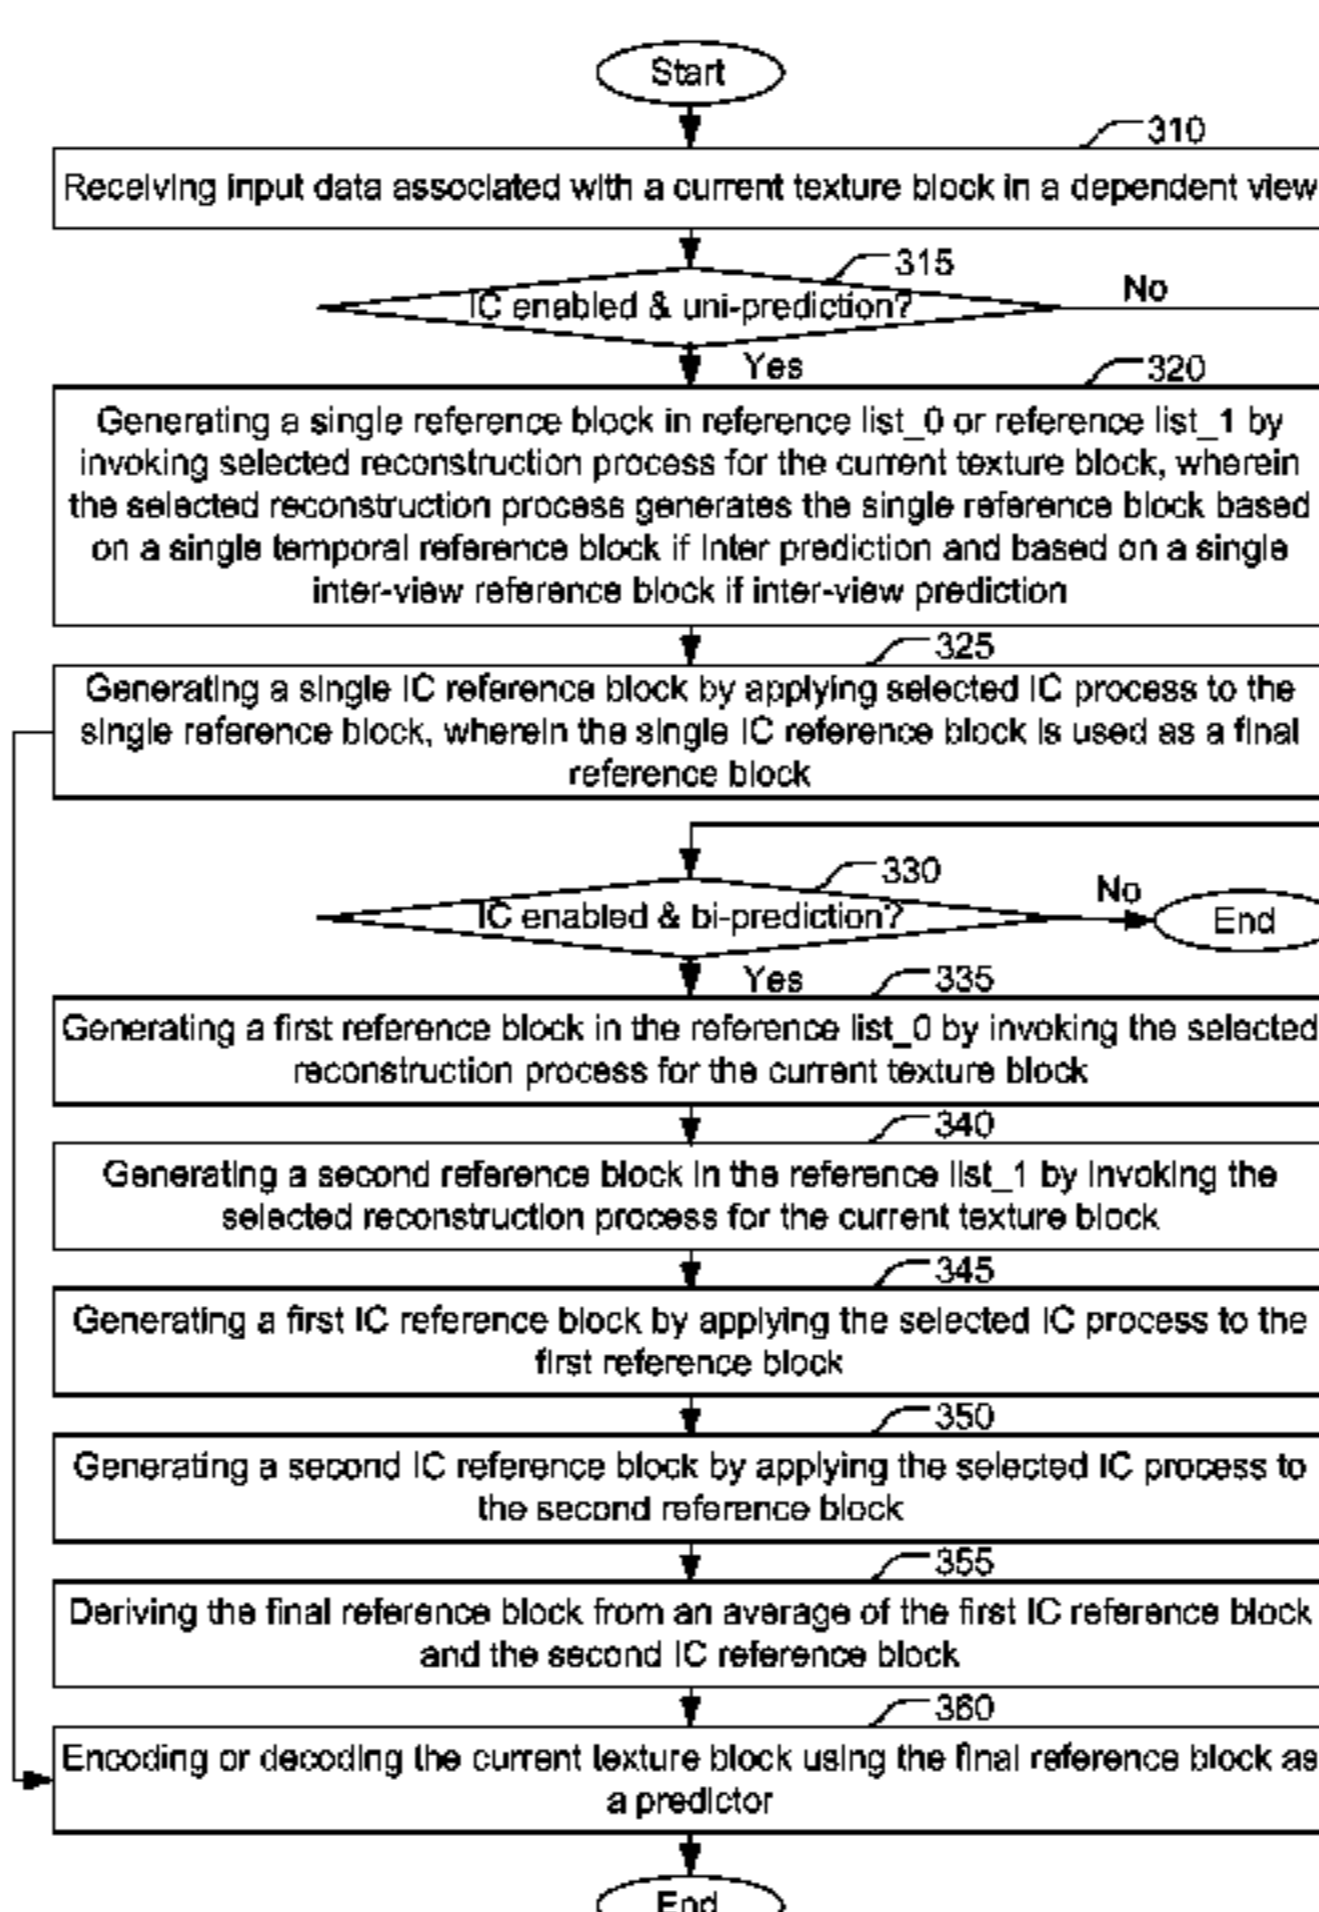 Start
310
Receiving input data associated with a current texture block in a dependent view
315
IC enabled & uni-prediction?
No
Yes
320
Generating a single reference block in reference list_0 or reference list_1 by
invoking selected reconstruction process for the current texture block, wherein
the selected reconstruction process generates the single reference block based
on a single temporal reference block if Inter prediction and based on a single
inter-view reference block if inter-view prediction
325
Generating a single IC reference block by applying selected IC process to the
single reference block, wherein the single IC reference block is used as a final
reference block
330
IC enabled & bi-prediction?
No
End
Yes
335
Generating a first reference block in the reference list_0 by invoking the selected
reconstruction process for the current texture block
340
Generating a second reference block in the reference list_1 by invoking the
selected reconstruction process for the current texture block
345
Generating a first IC reference block by applying the selected IC process to the
first reference block
350
Generating a second IC reference block by applying the selected IC process to
the second reference block
355
Deriving the final reference block from an average of the first IC reference block
and the second IC reference block
360
Encoding or decoding the current texture block using the final reference block as
a predictor
End